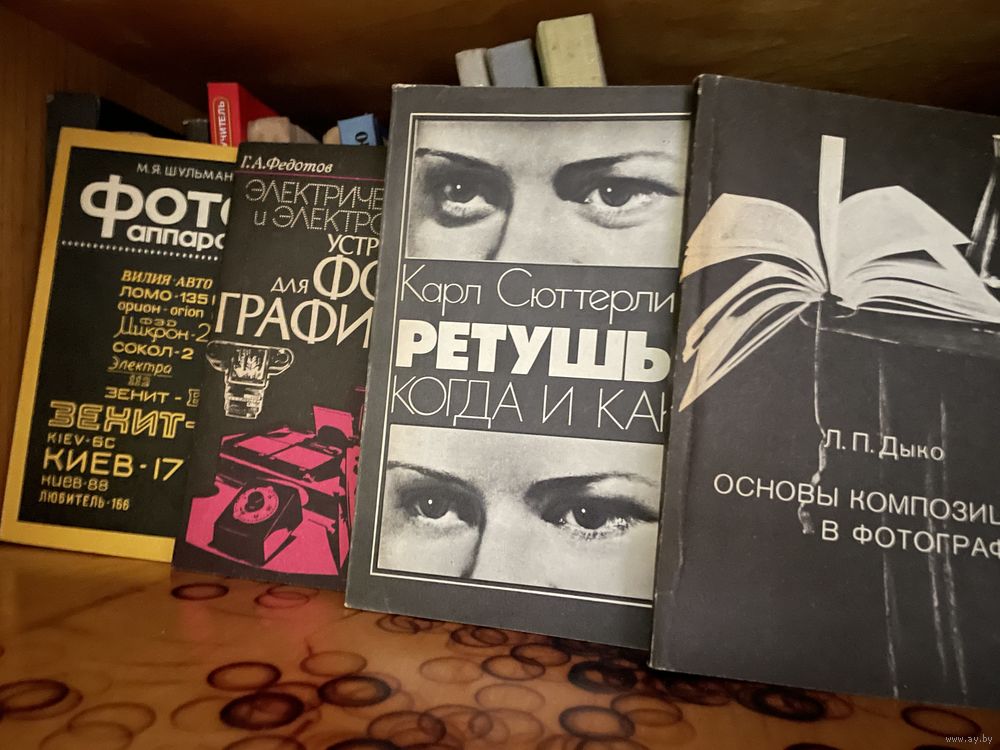 М.Я. ШУЛЬМАН
ФОТО
аппара
ВИЛИЯ-АВТО
ЛОМО-135
орион-orion
ФЭД
Микрон-2
СОКОЛ-2
Электра
112
ЗЕНИТ-
ЗЕНИТ-
KIEV-6C
КИЕВ-17
КИЕВ-88
ЛЮБИТЕЛЬ-166
Г.А.Федотов
ЭЛЕКТРИЧЕ
и ЭЛЕКТРО
УСТР
для ФО
ГРАФИ
Карл Сюттерли
РЕТУШЬ
КОГДА И КАК
Л. П. Дыко
ОСНОВЫ КОМПОЗИЦ
В ФОТОГРАФ
www.ay.by